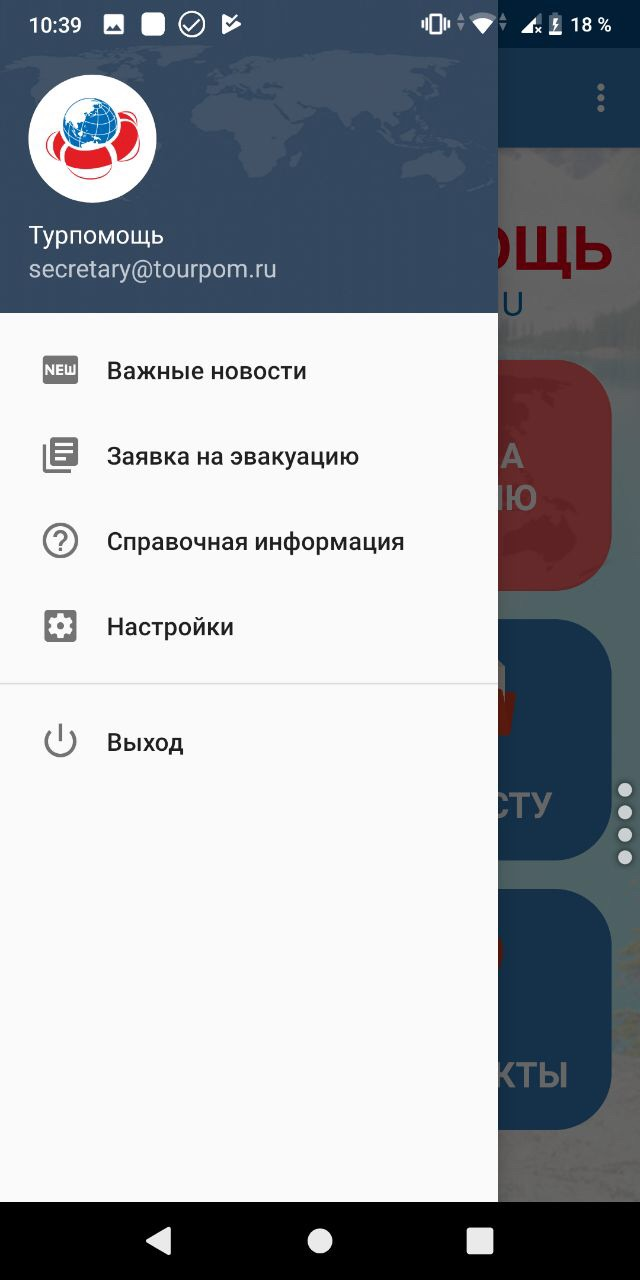 10:39 18 %
Турпомощь
secretary@tourpom.ru
NEW Важные новости
Заявка на эвакуацию
Справочная информация
Настройки
Выход